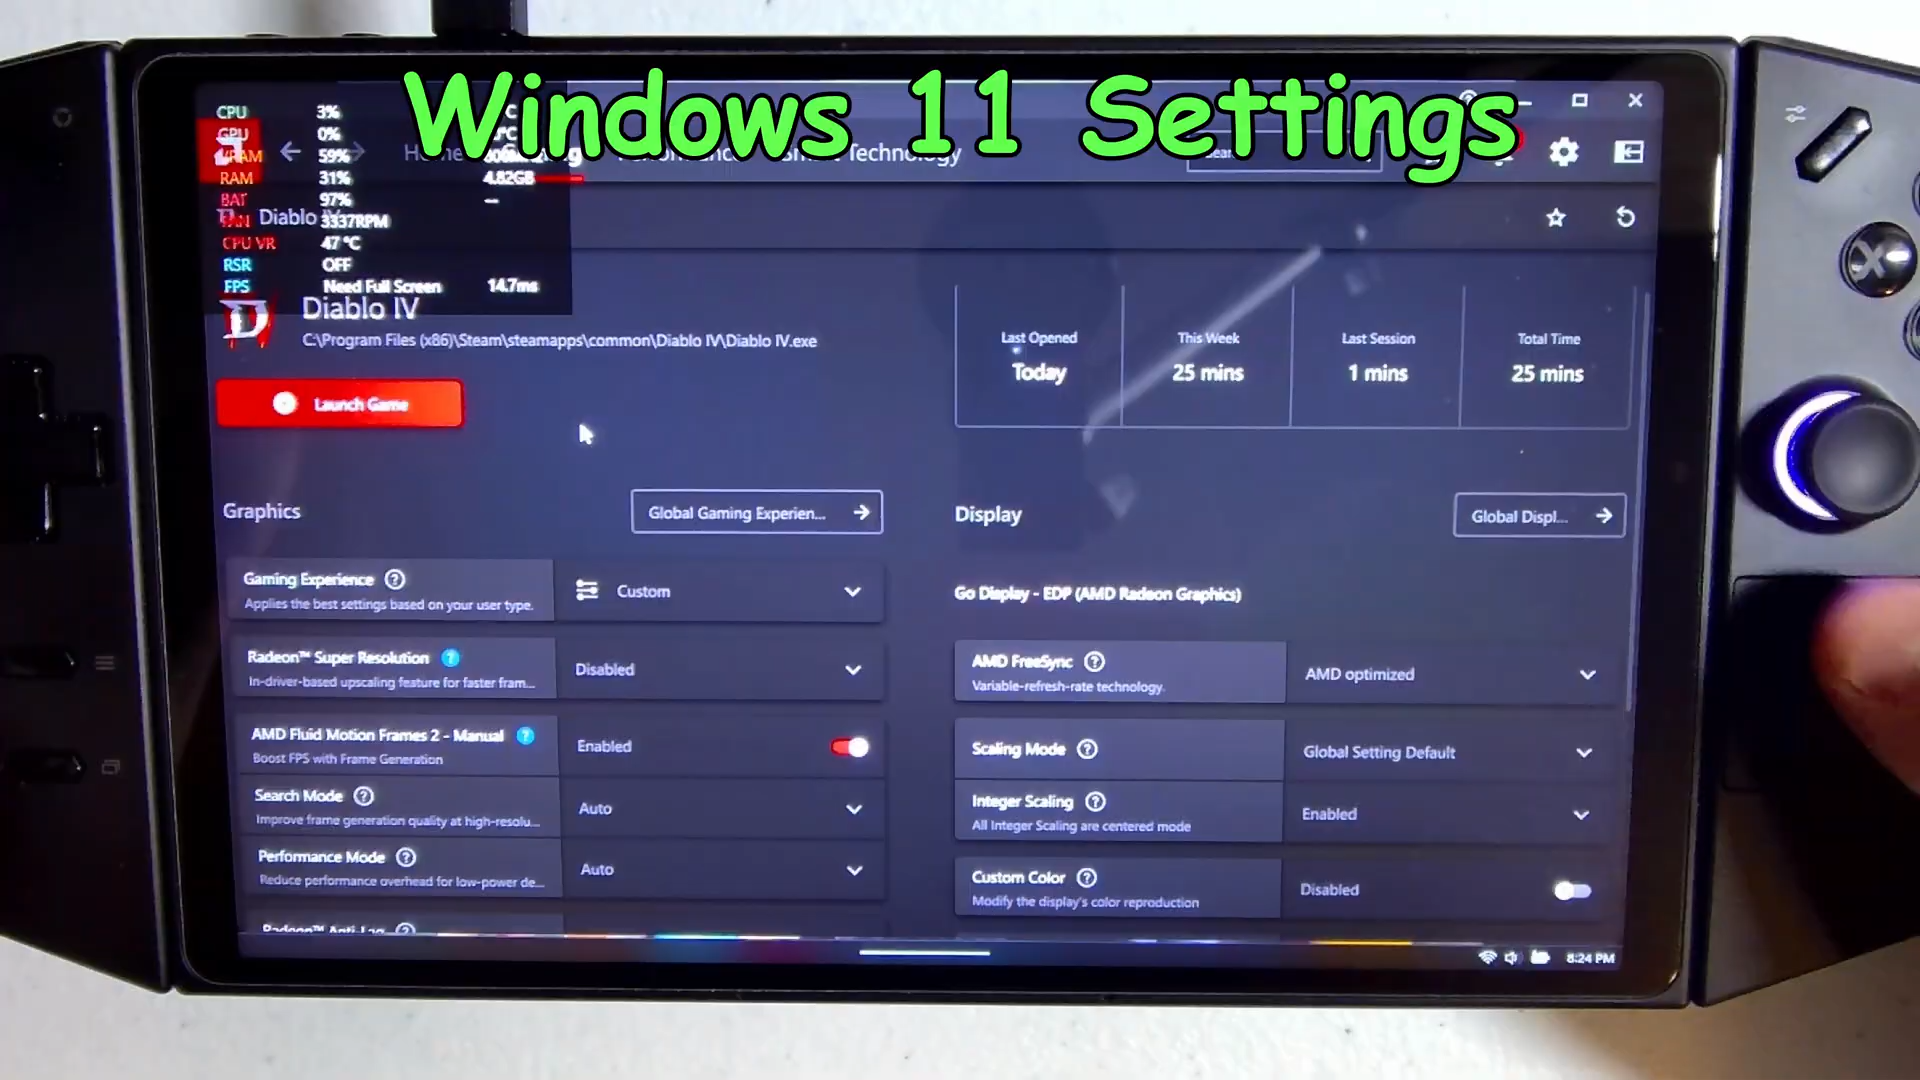 Windows 11 Settings
CPU 3% °C
GPU 0% °C
VRAM 59%
RAM 31% 4.82GB
BAT 97% --
FAN 3337RPM
CPU VR 47 °C
RSR OFF
FPS Need Full Screen 14.7ms
Technology
Diablo
Diablo IV
C:\Program Files (x86)\Steam\steamapps\common\Diablo IV\Diablo IV.exe
Launch Game
Last Opened
Today
This Week
25 mins
Last Session
1 mins
Total Time
25 mins
Graphics
Global Gaming Experien...
Gaming Experience
Applies the best settings based on your user type.
Custom
Radeon™ Super Resolution
In-driver-based upscaling feature for faster fram...
Disabled
AMD Fluid Motion Frames 2 - Manual
Boost FPS with Frame Generation
Enabled
Search Mode
Improve frame generation quality at high-resolu...
Auto
Performance Mode
Reduce performance overhead for low-power de...
Auto
Radeon™ Anti-Lag
Display
Global Displ...
Go Display - EDP (AMD Radeon Graphics)
AMD FreeSync
Variable-refresh-rate technology.
AMD optimized
Scaling Mode
Global Setting Default
Integer Scaling
All Integer Scaling are centered mode
Enabled
Custom Color
Modify the display's color reproduction
Disabled
8:24 PM
X